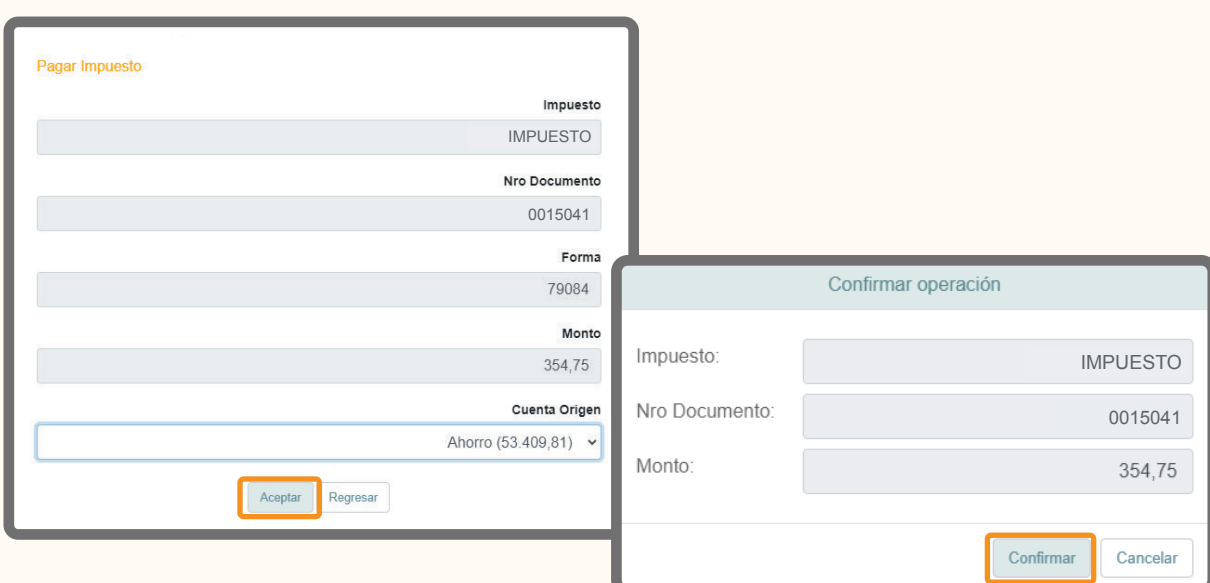 Pagar Impuesto
Impuesto
IMPUESTO
Nro Documento
0015041
Forma
79084
Monto
354,75
Cuenta Origen
Ahorro (53.409,81)
Aceptar Regresar
Confirmar operación
Impuesto: IMPUESTO
Nro Documento: 0015041
Monto: 354,75
Confirmar Cancelar